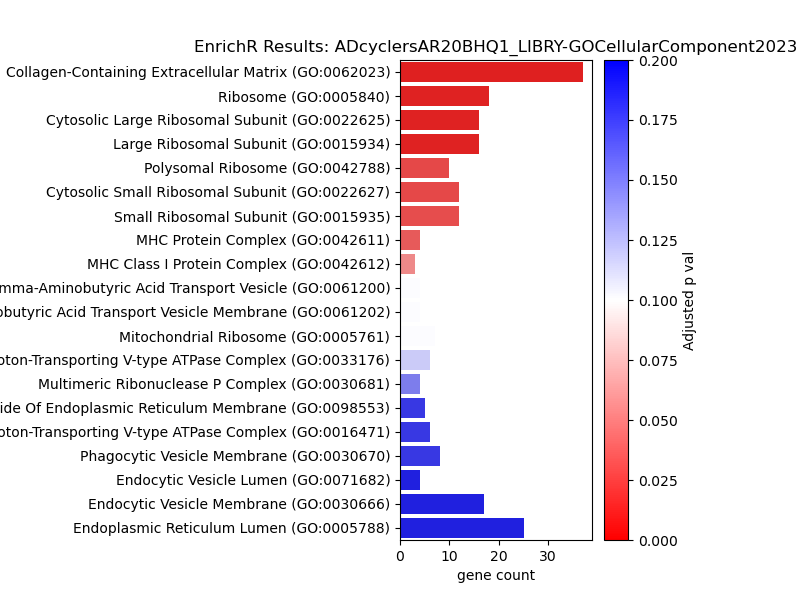 EnrichR Results: ADcyclersAR20BHQ1_LIBRY-GOCellularComponent2023
Collagen-Containing Extracellular Matrix (GO:0062023)
Ribosome (GO:0005840)
Cytosolic Large Ribosomal Subunit (GO:0022625)
Large Ribosomal Subunit (GO:0015934)
Polysomal Ribosome (GO:0042788)
Cytosolic Small Ribosomal Subunit (GO:0022627)
Small Ribosomal Subunit (GO:0015935)
MHC Protein Complex (GO:0042611)
MHC Class I Protein Complex (GO:0042612)
mma-Aminobutyric Acid Transport Vesicle (GO:0061200)
obutyric Acid Transport Vesicle Membrane (GO:0061202)
Mitochondrial Ribosome (GO:0005761)
oton-Transporting V-type ATPase Complex (GO:0033176)
Multimeric Ribonuclease P Complex (GO:0030681)
ide Of Endoplasmic Reticulum Membrane (GO:0098553)
oton-Transporting V-type ATPase Complex (GO:0016471)
Phagocytic Vesicle Membrane (GO:0030670)
Endocytic Vesicle Lumen (GO:0071682)
Endocytic Vesicle Membrane (GO:0030666)
Endoplasmic Reticulum Lumen (GO:0005788)
0 10 20 30
gene count
0.200
0.175
0.150
0.125
0.100
0.075
0.050
0.025
0.000
Adjusted p val